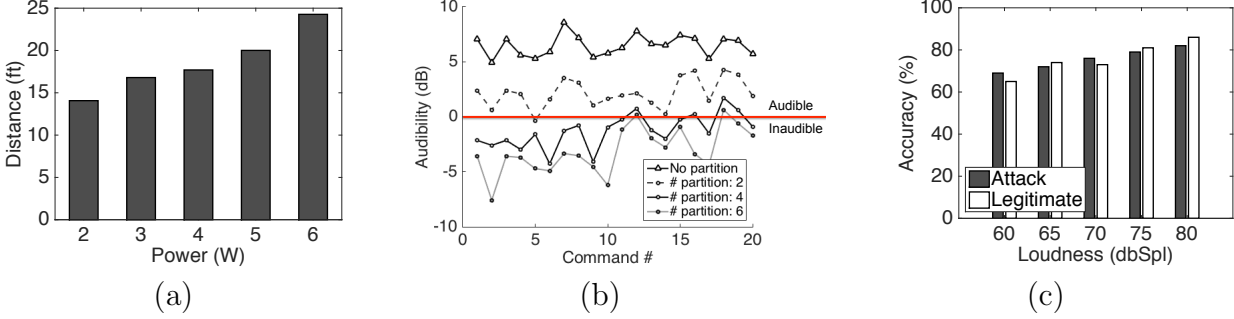 25
20
15
10
5
0
Distance (ft)
2 3 4 5 6
Power (W)
(a)
10
5
0
-5
-10
Audibility (dB)
Audible
Inaudible
No partition
# partition: 2
# partition: 4
# partition: 6
0 5 10 15 20
Command #
(b)
100
80
60
40
20
0
Accuracy (%)
Attack
Legitimate
60 65 70 75 80
Loudness (dbSpl)
(c)